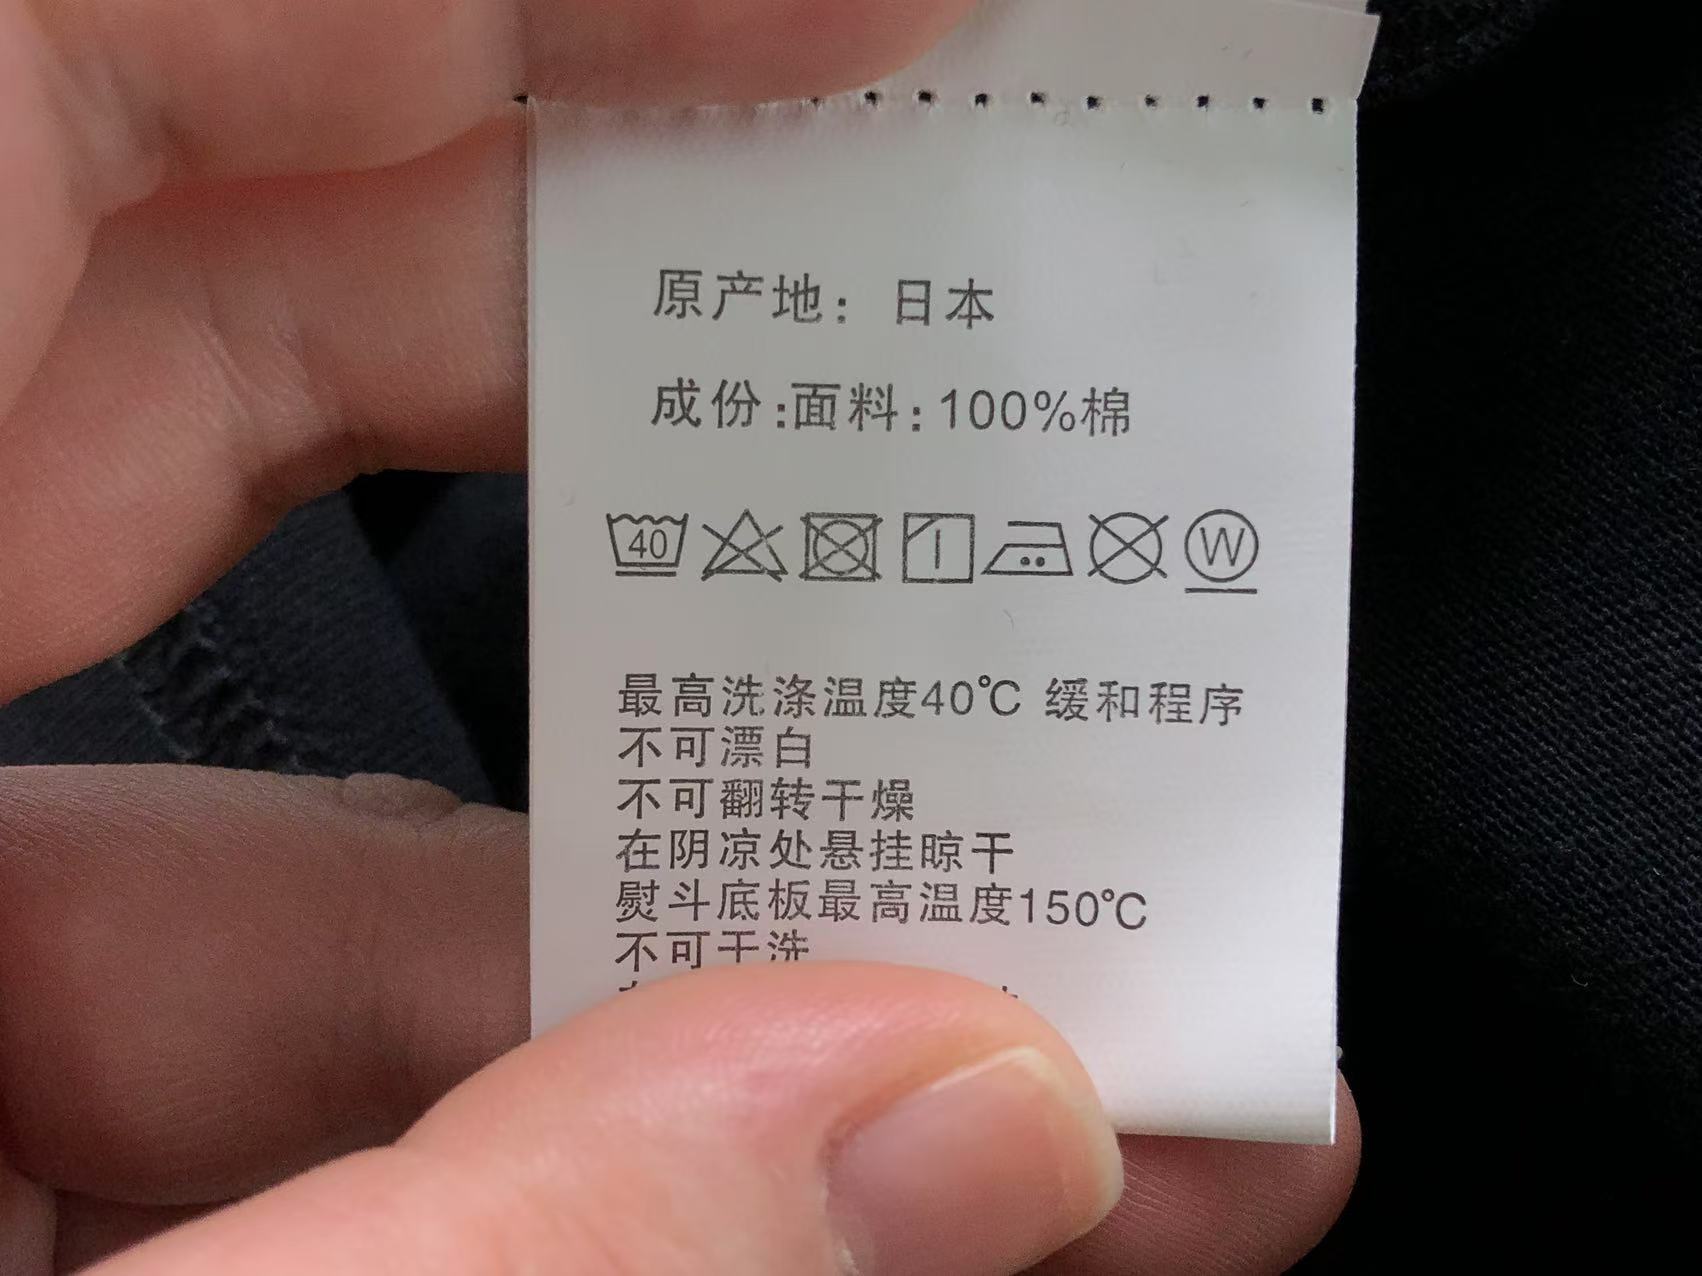 原产地：日本
成份:面料:100%棉
40 W
最高洗涤温度40℃ 缓和程序
不可漂白
不可翻转干燥
在阴凉处悬挂晾干
熨斗底板最高温度150℃
不可干洗